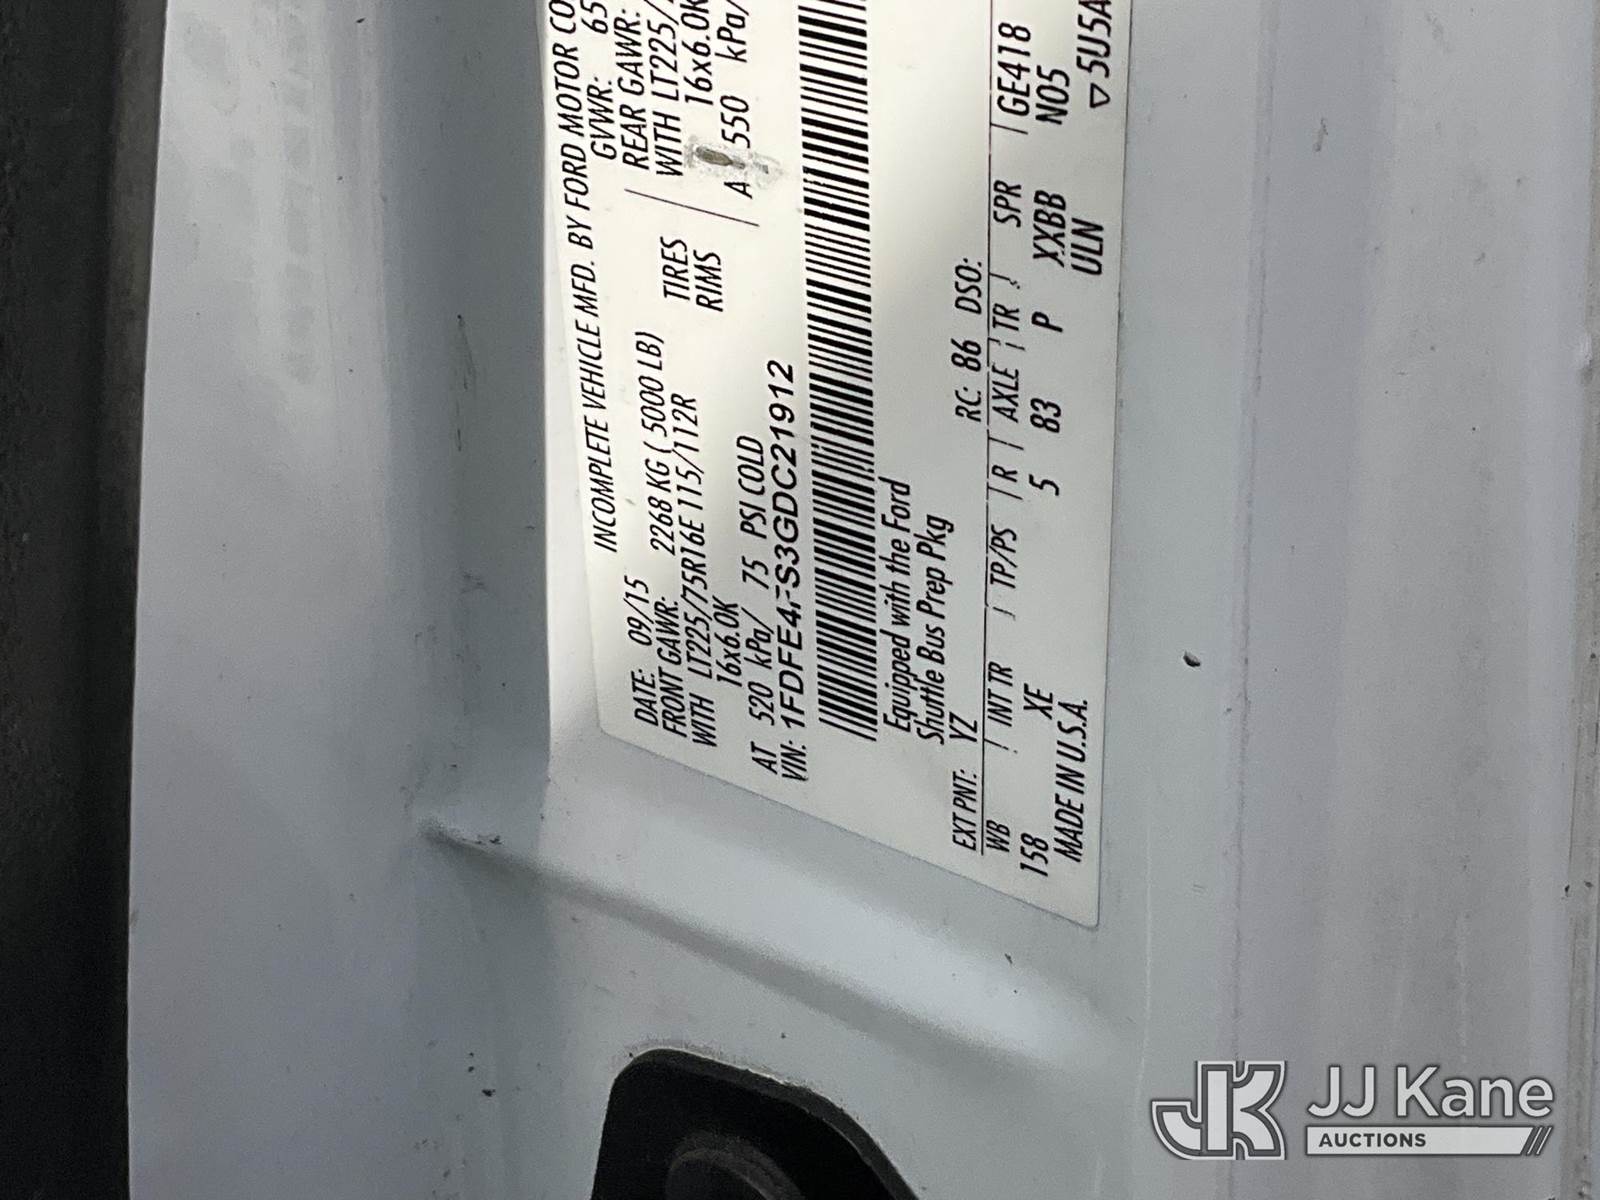 INCOMPLETE VEHICLE MFD. BY FORD MOTOR CO
DATE: 09/15 GVWR: 65
FRONT GAWR: 2268 KG ( 5000 LB) REAR GAWR:
WITH LT225/75R16E 115/112R TIRES WITH LT225/
16x6.0K RIMS 16x6.0K
AT 520 kPa/ 75 PSI COLD A 550 kPa/
VIN: 1FDFE4FS3GDC21912
Equipped with the Ford
Shuttle Bus Prep Pkg
EXT PNT: YZ RC: 86 DSO:
WB | INT TR | TP/PS | R | AXLE | TR | SPR | GE418
158 XE 5 83 P XXBB N05
MADE IN U.S.A. ULN
▽5U5A
JJ Kane
AUCTIONS